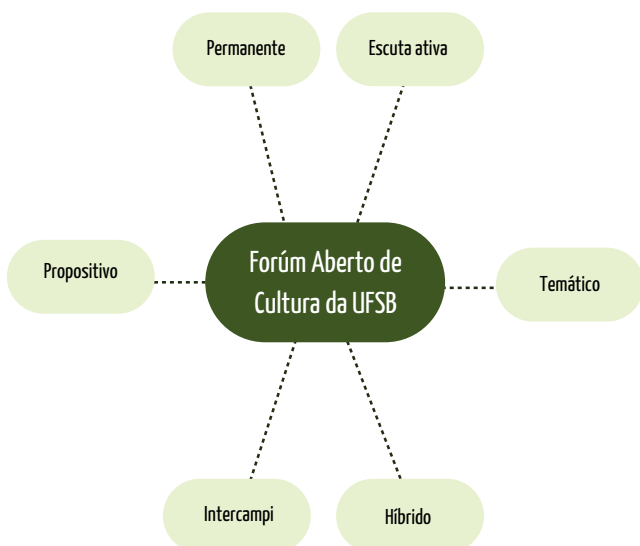 Permanente
Escuta ativa
Propositivo
Forúm Aberto de
Cultura da UFSB
Temático
Intercampi
Híbrido